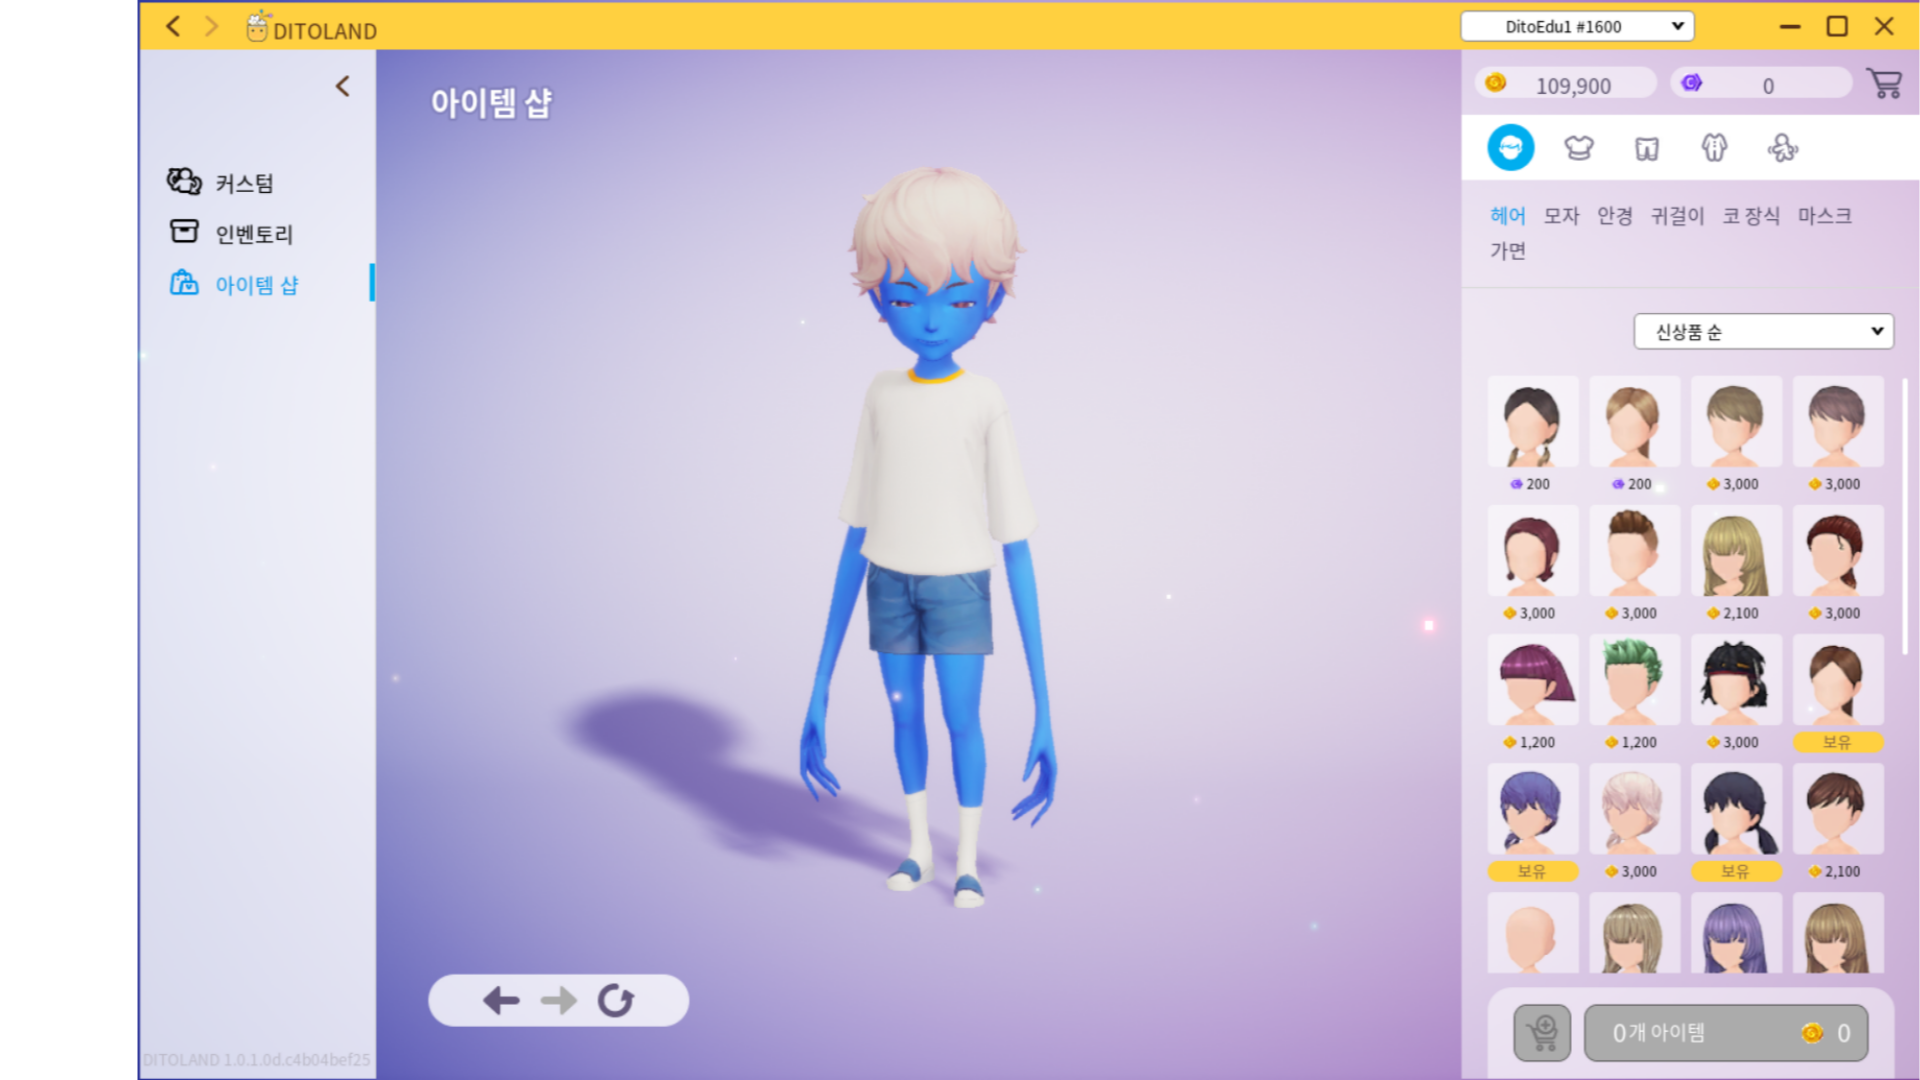 DITOLAND
DitoEdu1 #1600
아이템 샵
109,900
0
커스텀
인벤토리
아이템 샵
헤어 모자 안경 귀걸이 코 장식 마스크
가면
신상품 순
200 200 3,000 3,000
3,000 3,000 2,100 3,000
1,200 1,200 3,000 보유
보유 3,000 보유 2,100
0개 아이템 0
DITOLAND 1.0.1.0d.c4b04bef25